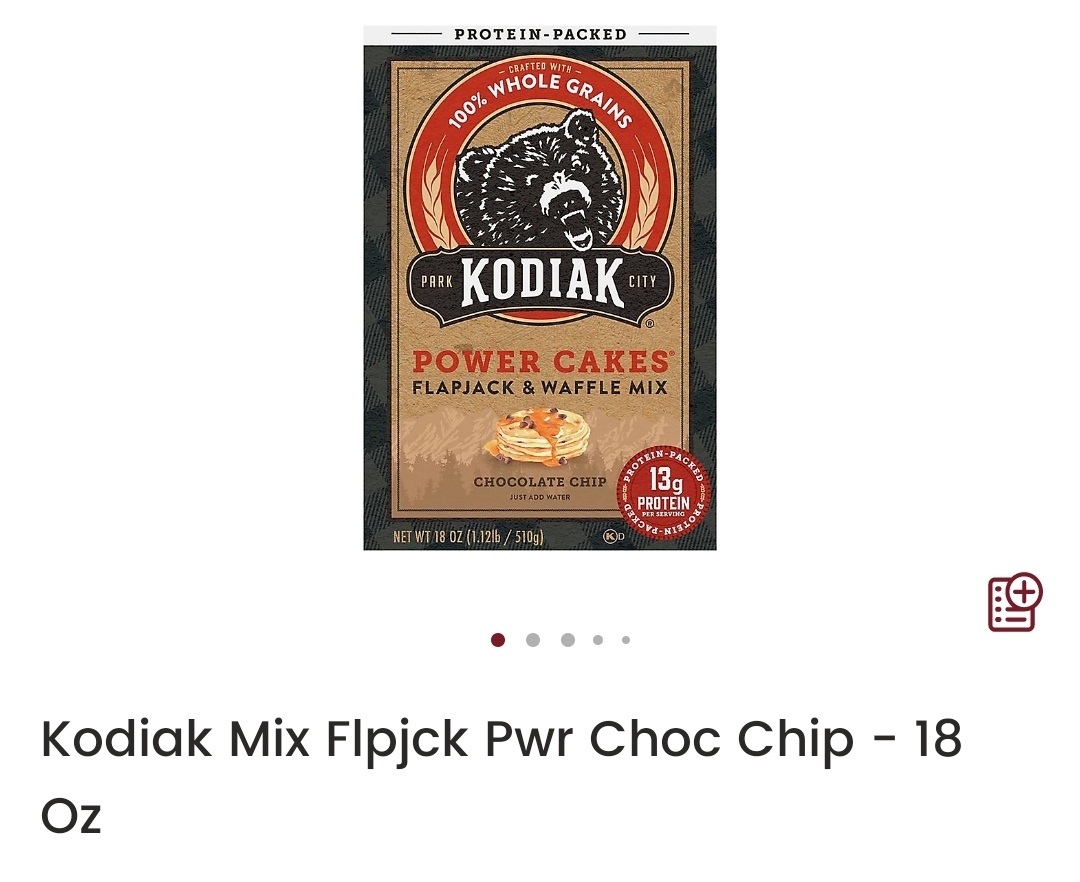 PROTEIN-PACKED
CRAFTED WITH
100% WHOLE GRAINS
PARK KODIAK CITY
®
POWER CAKES®
FLAPJACK & WAFFLE MIX
CHOCOLATE CHIP
JUST ADD WATER
PROTEIN-PACKED
13g
PROTEIN
PER SERVING
PROTEIN-PACKED
NET WT 18 OZ (1.12lb / 510g)
K D
Kodiak Mix Flpjck Pwr Choc Chip - 18
Oz